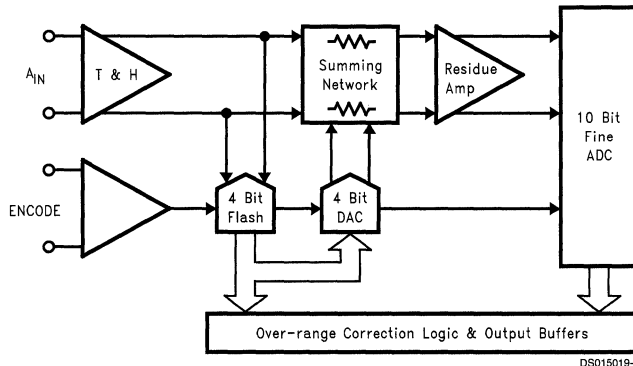 A_IN
T & H
Summing
Network
Residue
Amp
10 Bit
Fine
ADC
ENCODE
4 Bit
Flash
4 Bit
DAC
Over-range Correction Logic & Output Buffers
DS015019-